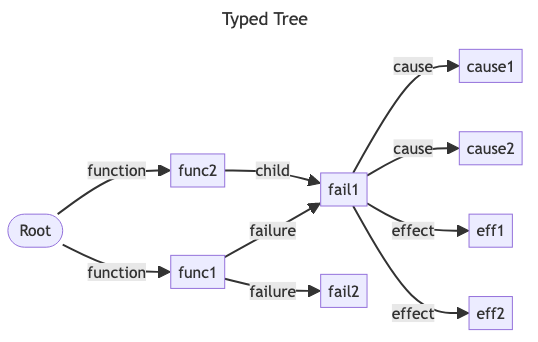 Typed Tree
cause
cause1
function
func2
child
cause
cause2
fail1
Root
failure
effect
eff1
function
func1
failure
fail2
effect
eff2